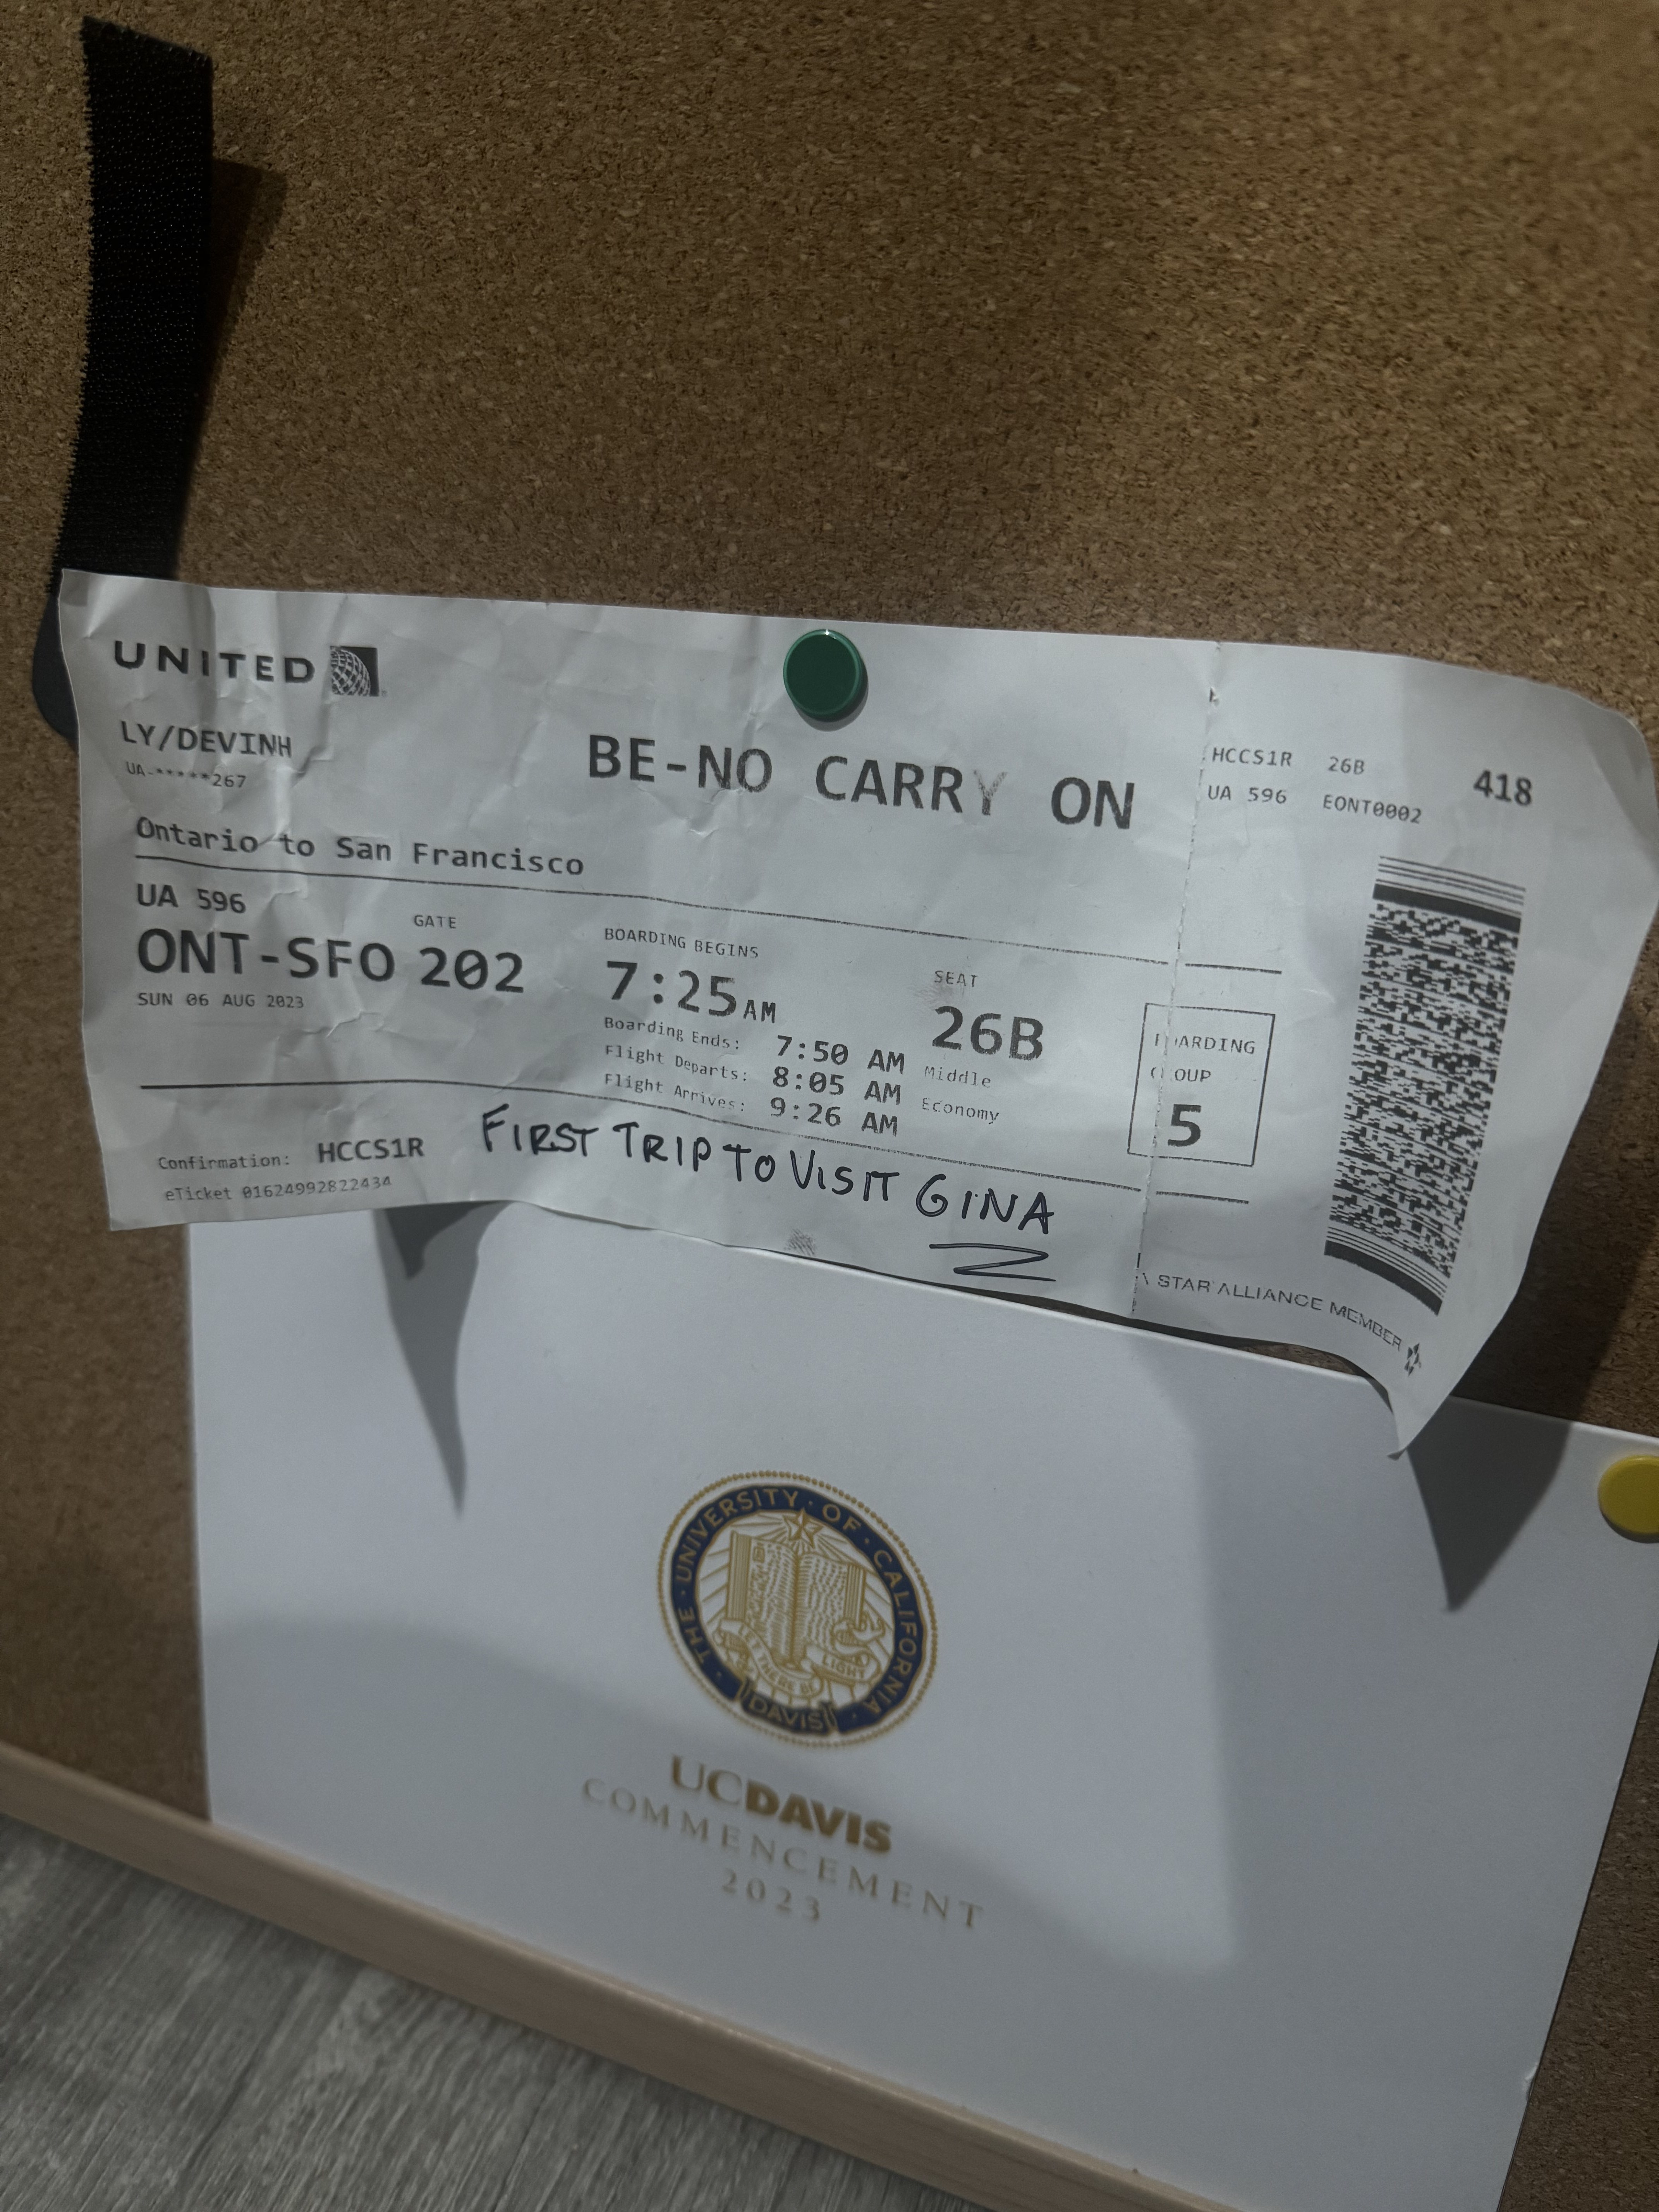 UNITED
LY/DEVINH
UA-*****267
BE-NO CARRY ON
Ontario to San Francisco
UA 596
GATE
ONT-SFO 202
SUN 06 AUG 2023
BOARDING BEGINS
7:25AM
Boarding Ends: 7:50 AM
Flight Departs: 8:05 AM
Flight Arrives: 9:26 AM
SEAT
26B
Middle
Economy
BOARDING
GROUP
5
Confirmation: HCCS1R
eTicket 01624992822434
FIRST TRIP TO VISIT GINA
HCCS1R 26B
UA 596 EONT0002
418
A STAR ALLIANCE MEMBER
THE · UNIVERSITY · OF · CALIFORNIA
LET THERE BE LIGHT
DAVIS
UCDAVIS
COMMENCEMENT
2023